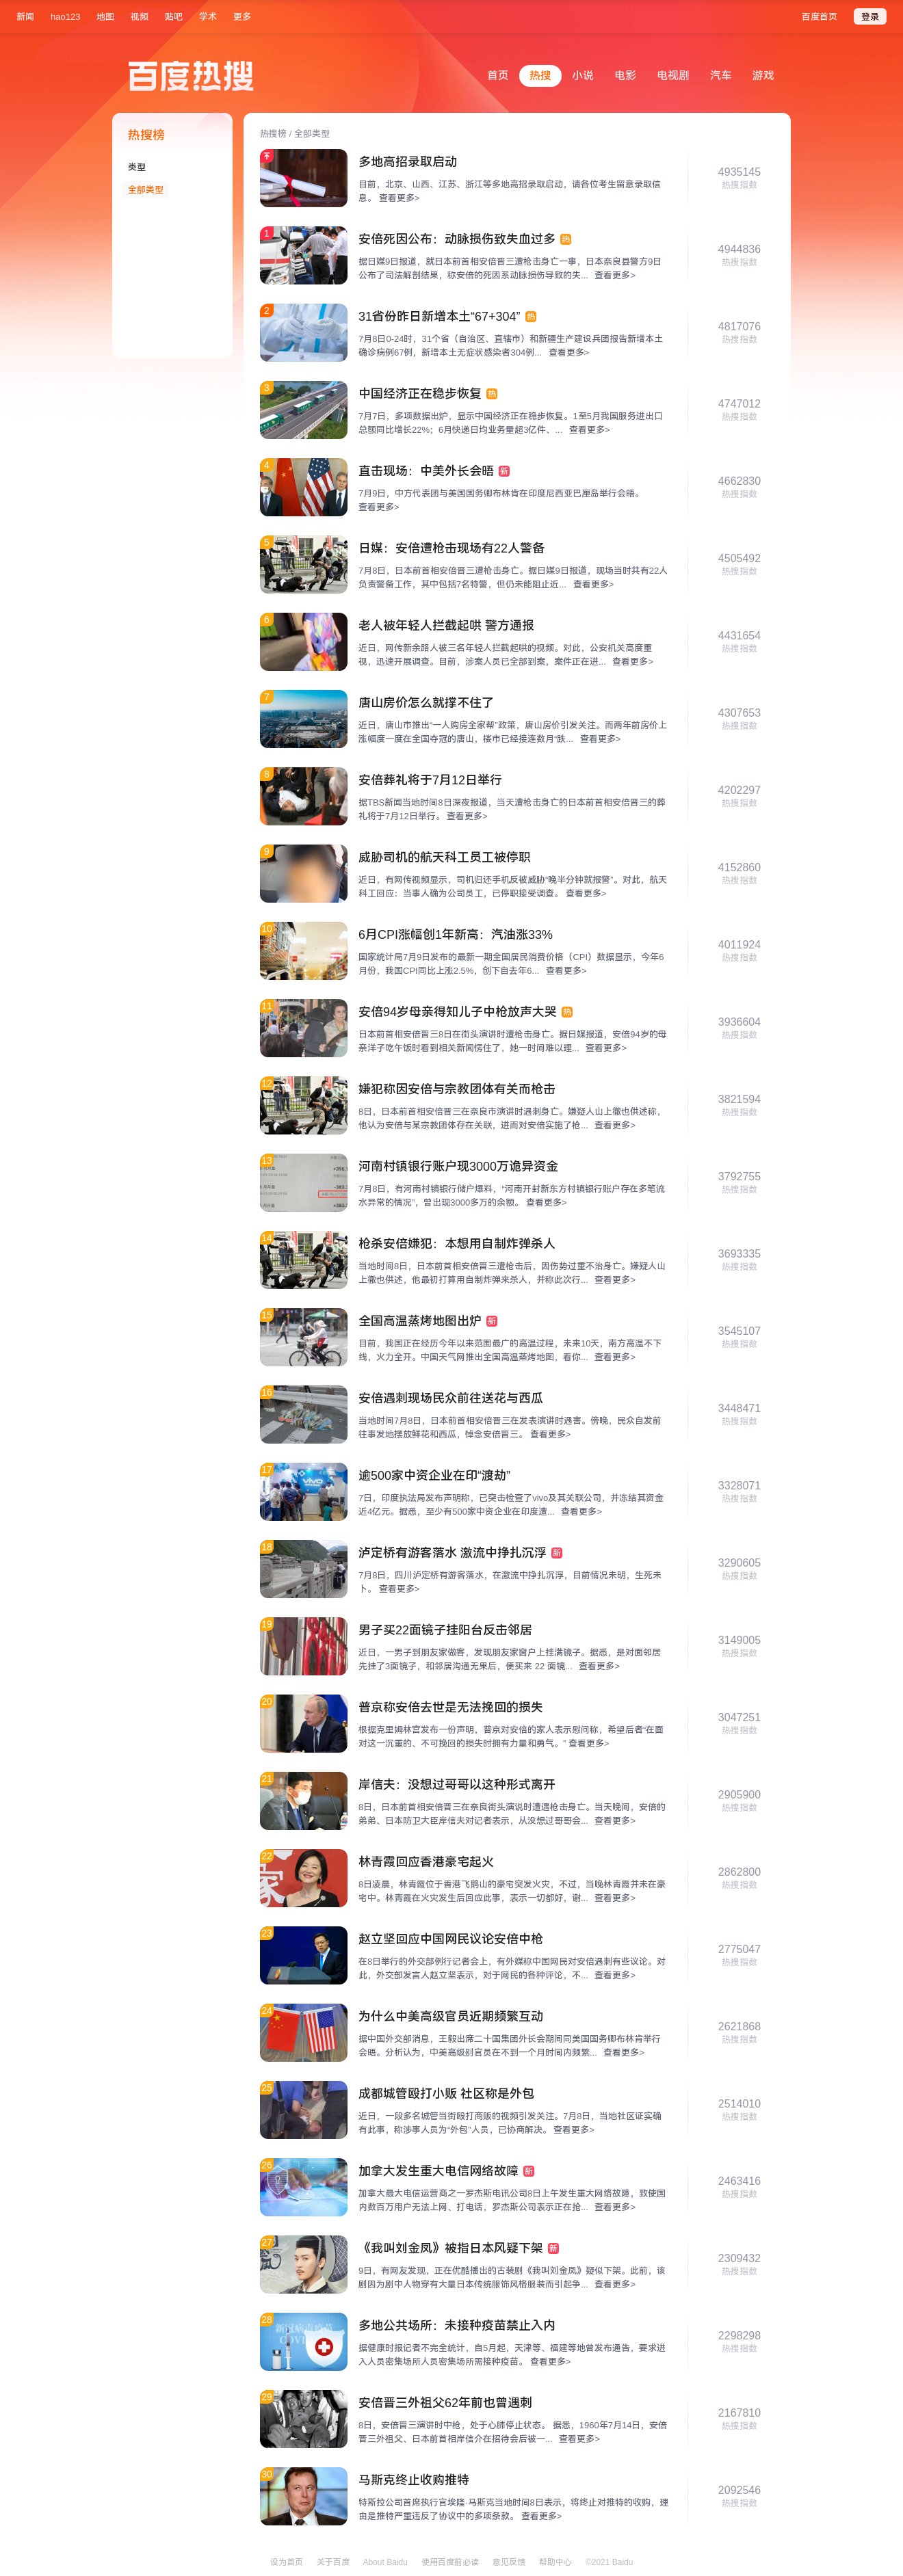 新闻 hao123 地图 视频 贴吧 学术 更多 百度首页 登录
百度热搜
首页 热搜 小说 电影 电视剧 汽车 游戏
热搜榜
类型
全部类型
热搜榜 / 全部类型
多地高招录取启动
目前，北京、山西、江苏、浙江等多地高招录取启动，请各位考生留意录取信
息。 查看更多>
4935145
热搜指数
1
安倍死因公布：动脉损伤致失血过多 热
据日媒9日报道，就日本前首相安倍晋三遭枪击身亡一事，日本奈良县警方9日
公布了司法解剖结果，称安倍的死因系动脉损伤导致的失... 查看更多>
4944836
热搜指数
2
31省份昨日新增本土“67+304” 热
7月8日0-24时，31个省（自治区、直辖市）和新疆生产建设兵团报告新增本土
确诊病例67例，新增本土无症状感染者304例... 查看更多>
4817076
热搜指数
3
中国经济正在稳步恢复 热
7月7日，多项数据出炉，显示中国经济正在稳步恢复。1至5月我国服务进出口
总额同比增长22%；6月快递日均业务量超3亿件，... 查看更多>
4747012
热搜指数
4
直击现场：中美外长会晤 新
7月9日，中方代表团与美国国务卿布林肯在印度尼西亚巴厘岛举行会晤。
查看更多>
4662830
热搜指数
5
日媒：安倍遭枪击现场有22人警备
7月8日，日本前首相安倍晋三遭枪击身亡。据日媒9日报道，现场当时共有22人
负责警备工作，其中包括7名特警，但仍未能阻止近... 查看更多>
4505492
热搜指数
6
老人被年轻人拦截起哄 警方通报
近日，网传新余路人被三名年轻人拦截起哄的视频。对此，公安机关高度重
视，迅速开展调查。目前，涉案人员已全部到案，案件正在进... 查看更多>
4431654
热搜指数
7
唐山房价怎么就撑不住了
近日，唐山市推出“一人购房全家帮”政策，唐山房价引发关注。而两年前房价上
涨幅度一度在全国夺冠的唐山，楼市已经接连数月“跌... 查看更多>
4307653
热搜指数
8
安倍葬礼将于7月12日举行
据TBS新闻当地时间8日深夜报道，当天遭枪击身亡的日本前首相安倍晋三的葬
礼将于7月12日举行。 查看更多>
4202297
热搜指数
9
威胁司机的航天科工员工被停职
近日，有网传视频显示，司机归还手机反被威胁“晚半分钟就报警”。对此，航天
科工回应：当事人确为公司员工，已停职接受调查。 查看更多>
4152860
热搜指数
10
6月CPI涨幅创1年新高：汽油涨33%
国家统计局7月9日发布的最新一期全国居民消费价格（CPI）数据显示，今年6
月份，我国CPI同比上涨2.5%，创下自去年6... 查看更多>
4011924
热搜指数
11
安倍94岁母亲得知儿子中枪放声大哭 热
日本前首相安倍晋三8日在街头演讲时遭枪击身亡。据日媒报道，安倍94岁的母
亲洋子吃午饭时看到相关新闻愣住了，她一时间难以理... 查看更多>
3936604
热搜指数
12
嫌犯称因安倍与宗教团体有关而枪击
8日，日本前首相安倍晋三在奈良市演讲时遇刺身亡。嫌疑人山上徹也供述称，
他认为安倍与某宗教团体存在关联，进而对安倍实施了枪... 查看更多>
3821594
热搜指数
13
河南村镇银行账户现3000万诡异资金
7月8日，有河南村镇银行储户爆料，“河南开封新东方村镇银行账户存在多笔流
水异常的情况”，曾出现3000多万的余额。 查看更多>
3792755
热搜指数
14
枪杀安倍嫌犯：本想用自制炸弹杀人
当地时间8日，日本前首相安倍晋三遭枪击后，因伤势过重不治身亡。嫌疑人山
上徹也供述，他最初打算用自制炸弹来杀人，并称此次行... 查看更多>
3693335
热搜指数
15
全国高温蒸烤地图出炉 新
目前，我国正在经历今年以来范围最广的高温过程，未来10天，南方高温不下
线，火力全开。中国天气网推出全国高温蒸烤地图，看你... 查看更多>
3545107
热搜指数
16
安倍遇刺现场民众前往送花与西瓜
当地时间7月8日，日本前首相安倍晋三在发表演讲时遇害。傍晚，民众自发前
往事发地摆放鲜花和西瓜，悼念安倍晋三。 查看更多>
3448471
热搜指数
17
逾500家中资企业在印“渡劫”
7日，印度执法局发布声明称，已突击检查了vivo及其关联公司，并冻结其资金
近4亿元。据悉，至少有500家中资企业在印度遭... 查看更多>
3328071
热搜指数
18
泸定桥有游客落水 激流中挣扎沉浮 新
7月8日，四川泸定桥有游客落水，在激流中挣扎沉浮，目前情况未明，生死未
卜。 查看更多>
3290605
热搜指数
19
男子买22面镜子挂阳台反击邻居
近日，一男子到朋友家做客，发现朋友家窗户上挂满镜子。据悉，是对面邻居
先挂了3面镜子，和邻居沟通无果后，便买来 22 面镜... 查看更多>
3149005
热搜指数
20
普京称安倍去世是无法挽回的损失
根据克里姆林宫发布一份声明，普京对安倍的家人表示慰问称，希望后者“在面
对这一沉重的、不可挽回的损失时拥有力量和勇气。” 查看更多>
3047251
热搜指数
21
岸信夫：没想过哥哥以这种形式离开
8日，日本前首相安倍晋三在奈良街头演说时遭遇枪击身亡。当天晚间，安倍的
弟弟、日本防卫大臣岸信夫对记者表示，从没想过哥哥会... 查看更多>
2905900
热搜指数
22
林青霞回应香港豪宅起火
8日凌晨，林青霞位于香港飞鹅山的豪宅突发火灾，不过，当晚林青霞并未在豪
宅中。林青霞在火灾发生后回应此事，表示一切都好，谢... 查看更多>
2862800
热搜指数
23
赵立坚回应中国网民议论安倍中枪
在8日举行的外交部例行记者会上，有外媒称中国网民对安倍遇刺有些议论。对
此，外交部发言人赵立坚表示，对于网民的各种评论，不... 查看更多>
2775047
热搜指数
24
为什么中美高级官员近期频繁互动
据中国外交部消息，王毅出席二十国集团外长会期间同美国国务卿布林肯举行
会晤。分析认为，中美高级别官员在不到一个月时间内频繁... 查看更多>
2621868
热搜指数
25
成都城管殴打小贩 社区称是外包
近日，一段多名城管当街殴打商贩的视频引发关注。7月8日，当地社区证实确
有此事，称涉事人员为“外包”人员，已协商解决。 查看更多>
2514010
热搜指数
26
加拿大发生重大电信网络故障 新
加拿大最大电信运营商之一罗杰斯电讯公司8日上午发生重大网络故障，致使国
内数百万用户无法上网、打电话，罗杰斯公司表示正在抢... 查看更多>
2463416
热搜指数
27
《我叫刘金凤》被指日本风疑下架 新
9日，有网友发现，正在优酷播出的古装剧《我叫刘金凤》疑似下架。此前，该
剧因为剧中人物穿有大量日本传统服饰风格服装而引起争... 查看更多>
2309432
热搜指数
28
多地公共场所：未接种疫苗禁止入内
据健康时报记者不完全统计，自5月起，天津等、福建等地曾发布通告，要求进
入人员密集场所人员密集场所需接种疫苗。 查看更多>
2298298
热搜指数
29
安倍晋三外祖父62年前也曾遇刺
8日，安倍晋三演讲时中枪，处于心肺停止状态。 据悉，1960年7月14日，安倍
晋三外祖父、日本前首相岸信介在招待会后被一... 查看更多>
2167810
热搜指数
30
马斯克终止收购推特
特斯拉公司首席执行官埃隆·马斯克当地时间8日表示，将终止对推特的收购，理
由是推特严重违反了协议中的多项条款。 查看更多>
2092546
热搜指数
设为首页 关于百度 About Baidu 使用百度前必读 意见反馈 帮助中心 ©2021 Baidu